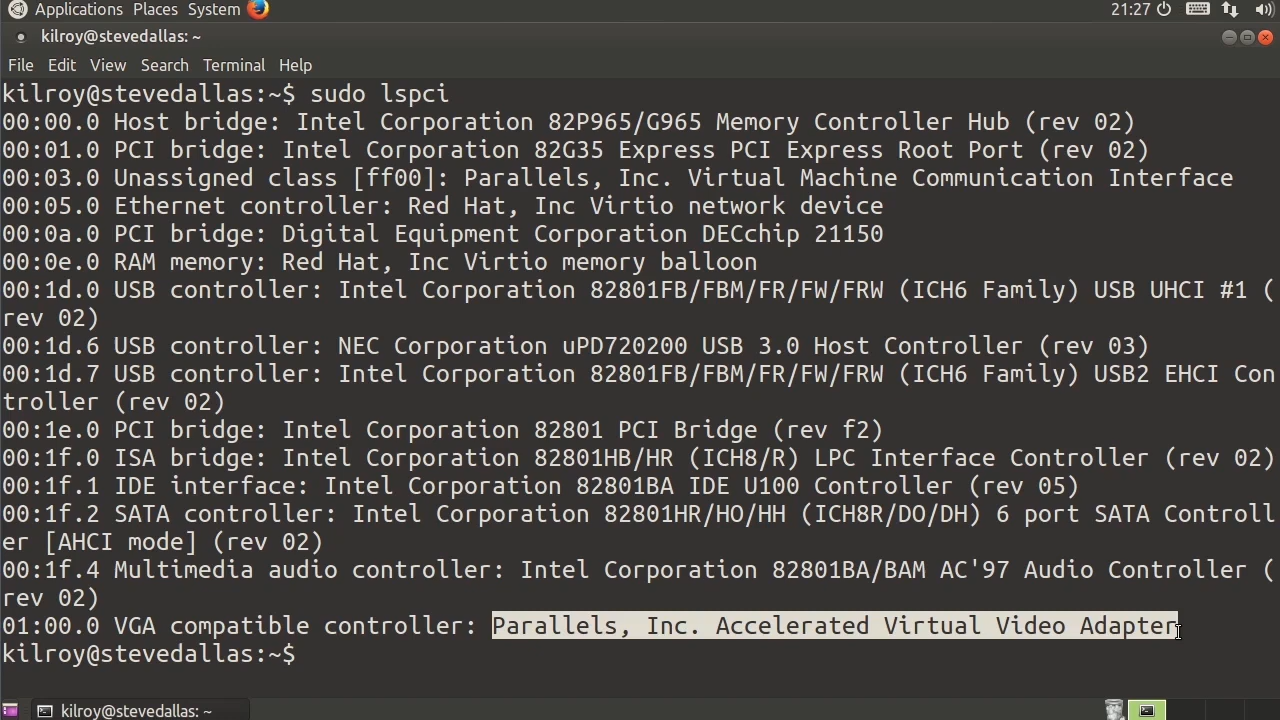 Applications Places System 21:27
kilroy@stevedallas: ~
File Edit View Search Terminal Help
kilroy@stevedallas:~$ sudo lspci
00:00.0 Host bridge: Intel Corporation 82P965/G965 Memory Controller Hub (rev 02)
00:01.0 PCI bridge: Intel Corporation 82G35 Express PCI Express Root Port (rev 02)
00:03.0 Unassigned class [ff00]: Parallels, Inc. Virtual Machine Communication Interface
00:05.0 Ethernet controller: Red Hat, Inc Virtio network device
00:0a.0 PCI bridge: Digital Equipment Corporation DECchip 21150
00:0e.0 RAM memory: Red Hat, Inc Virtio memory balloon
00:1d.0 USB controller: Intel Corporation 82801FB/FBM/FR/FW/FRW (ICH6 Family) USB UHCI #1 (
rev 02)
00:1d.6 USB controller: NEC Corporation uPD720200 USB 3.0 Host Controller (rev 03)
00:1d.7 USB controller: Intel Corporation 82801FB/FBM/FR/FW/FRW (ICH6 Family) USB2 EHCI Con
troller (rev 02)
00:1e.0 PCI bridge: Intel Corporation 82801 PCI Bridge (rev f2)
00:1f.0 ISA bridge: Intel Corporation 82801HB/HR (ICH8/R) LPC Interface Controller (rev 02)
00:1f.1 IDE interface: Intel Corporation 82801BA IDE U100 Controller (rev 05)
00:1f.2 SATA controller: Intel Corporation 82801HR/HO/HH (ICH8R/DO/DH) 6 port SATA Controll
er [AHCI mode] (rev 02)
00:1f.4 Multimedia audio controller: Intel Corporation 82801BA/BAM AC'97 Audio Controller (
rev 02)
01:00.0 VGA compatible controller: Parallels, Inc. Accelerated Virtual Video Adapter
kilroy@stevedallas:~$
kilroy@stevedallas: ~